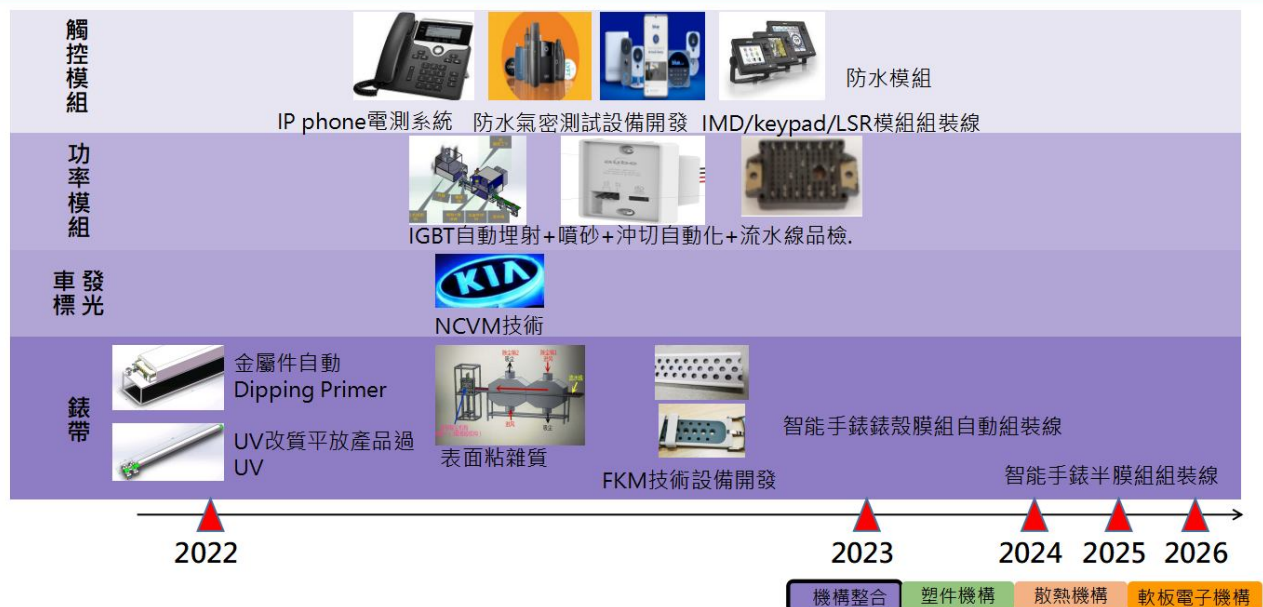 觸控模組
IP phone電測系統
防水氣密測試設備開發
IMD/keypad/LSR模組組裝線
防水模組
功率模組
IGBT自動埋射+噴砂+沖切自動化+流水線品檢.
發光
車標
KIA
NCVM技術
錶帶
金屬件自動
Dipping Primer
UV改質平放產品過
UV
表面粘雜質
FKM技術設備開發
智能手錶錶殼膜組自動組裝線
智能手錶半膜組組裝線
2022
2023
2024
2025
2026
機構整合
塑件機構
散熱機構
軟板電子機構